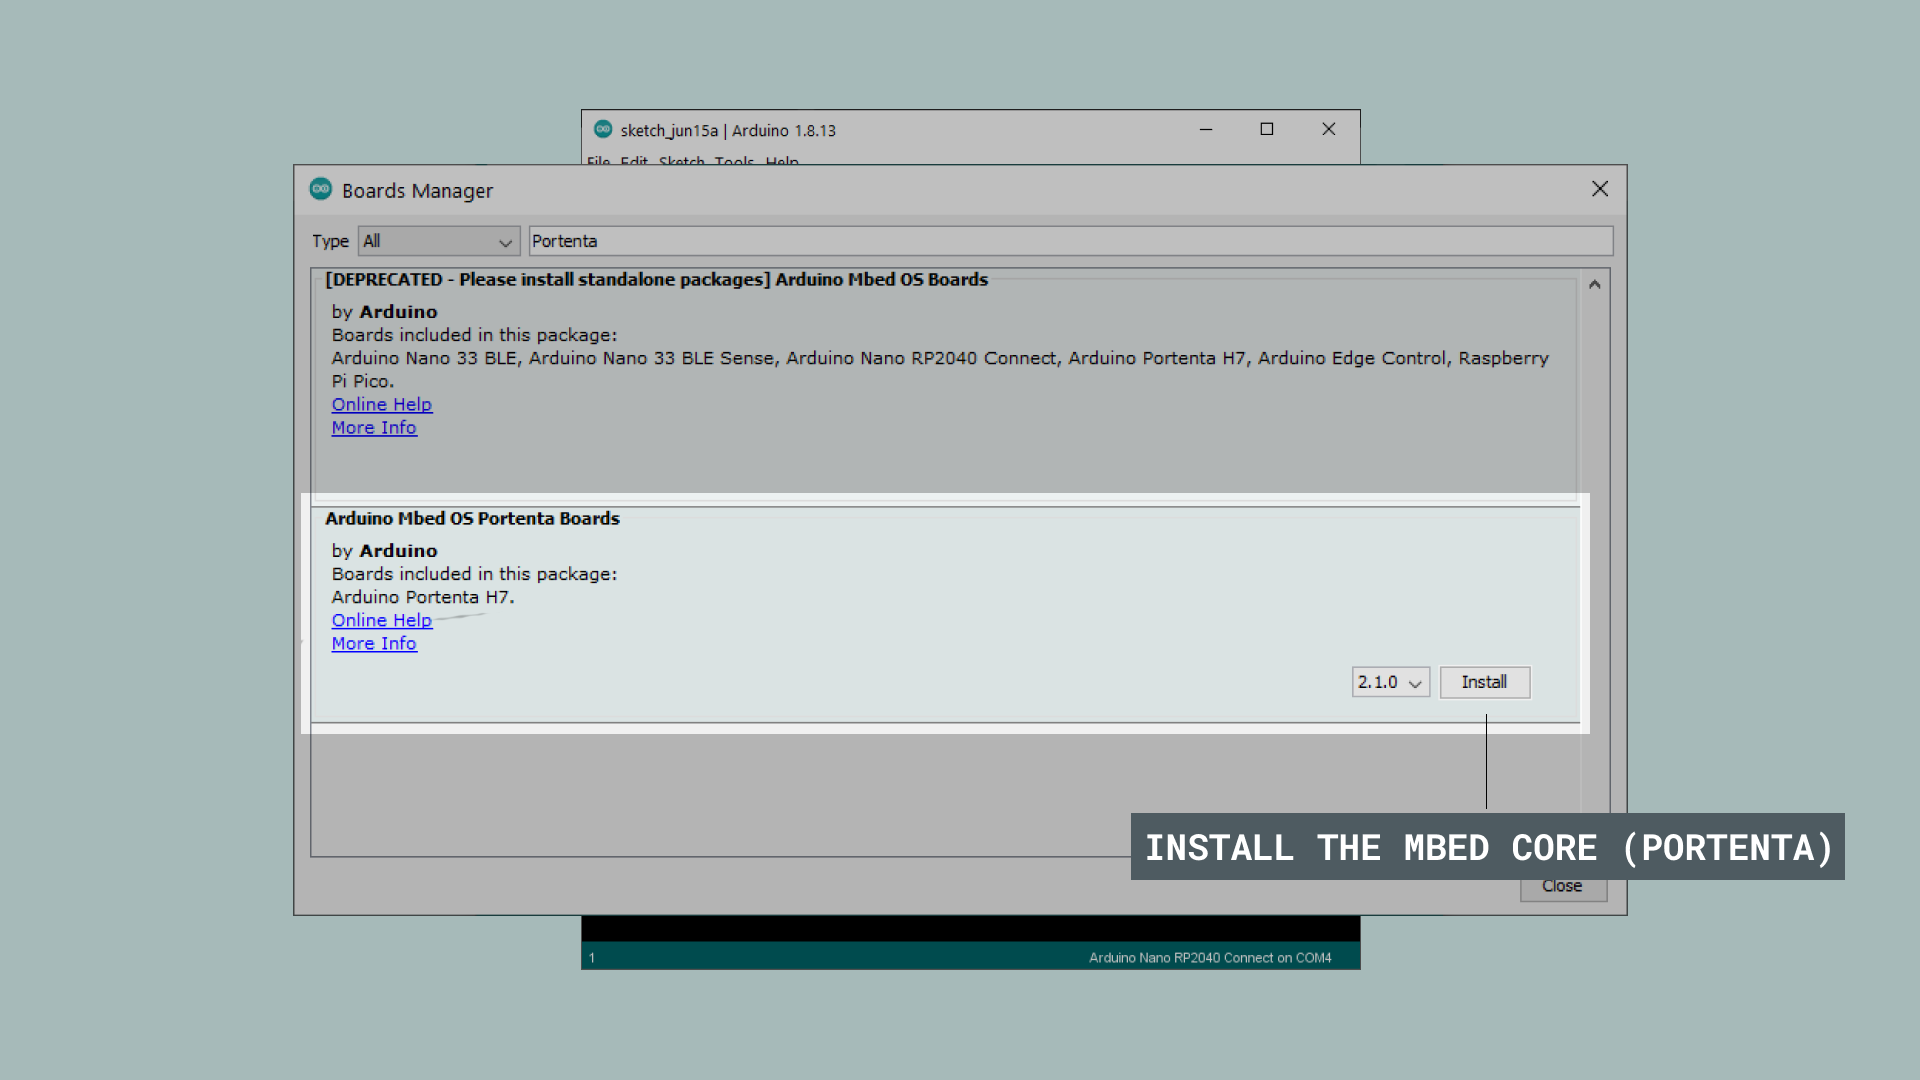 sketch_jun15a | Arduino 1.8.13
File Edit Sketch Tools Help
Boards Manager
Type All Portenta
[DEPRECATED - Please install standalone packages] Arduino Mbed OS Boards
by Arduino
Boards included in this package:
Arduino Nano 33 BLE, Arduino Nano 33 BLE Sense, Arduino Nano RP2040 Connect, Arduino Portenta H7, Arduino Edge Control, Raspberry
Pi Pico.
Online Help
More Info
Arduino Mbed OS Portenta Boards
by Arduino
Boards included in this package:
Arduino Portenta H7.
Online Help
More Info
2.1.0 Install
INSTALL THE MBED CORE (PORTENTA)
Close
1 Arduino Nano RP2040 Connect on COM4